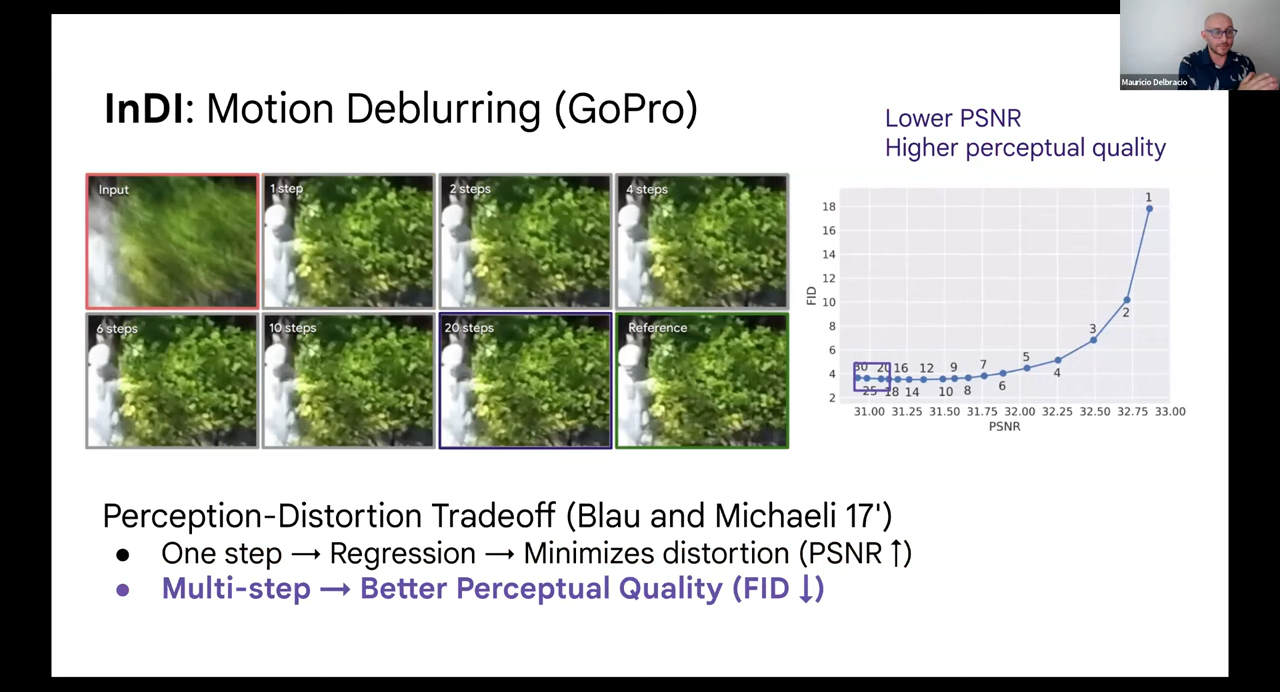 Mauricio Delbracio
InDI: Motion Deblurring (GoPro)
Lower PSNR
Higher perceptual quality
Input
1 step
2 steps
4 steps
6 steps
10 steps
20 steps
Reference
18
16
14
12
10
8
6
4
2
FID
1
2
3
4
5
6
7
8
9
10
12
14
16
18
20
25
30
31.00 31.25 31.50 31.75 32.00 32.25 32.50 32.75 33.00
PSNR
Perception-Distortion Tradeoff (Blau and Michaeli 17')
● One step → Regression → Minimizes distortion (PSNR ↑)
● Multi-step → Better Perceptual Quality (FID ↓)